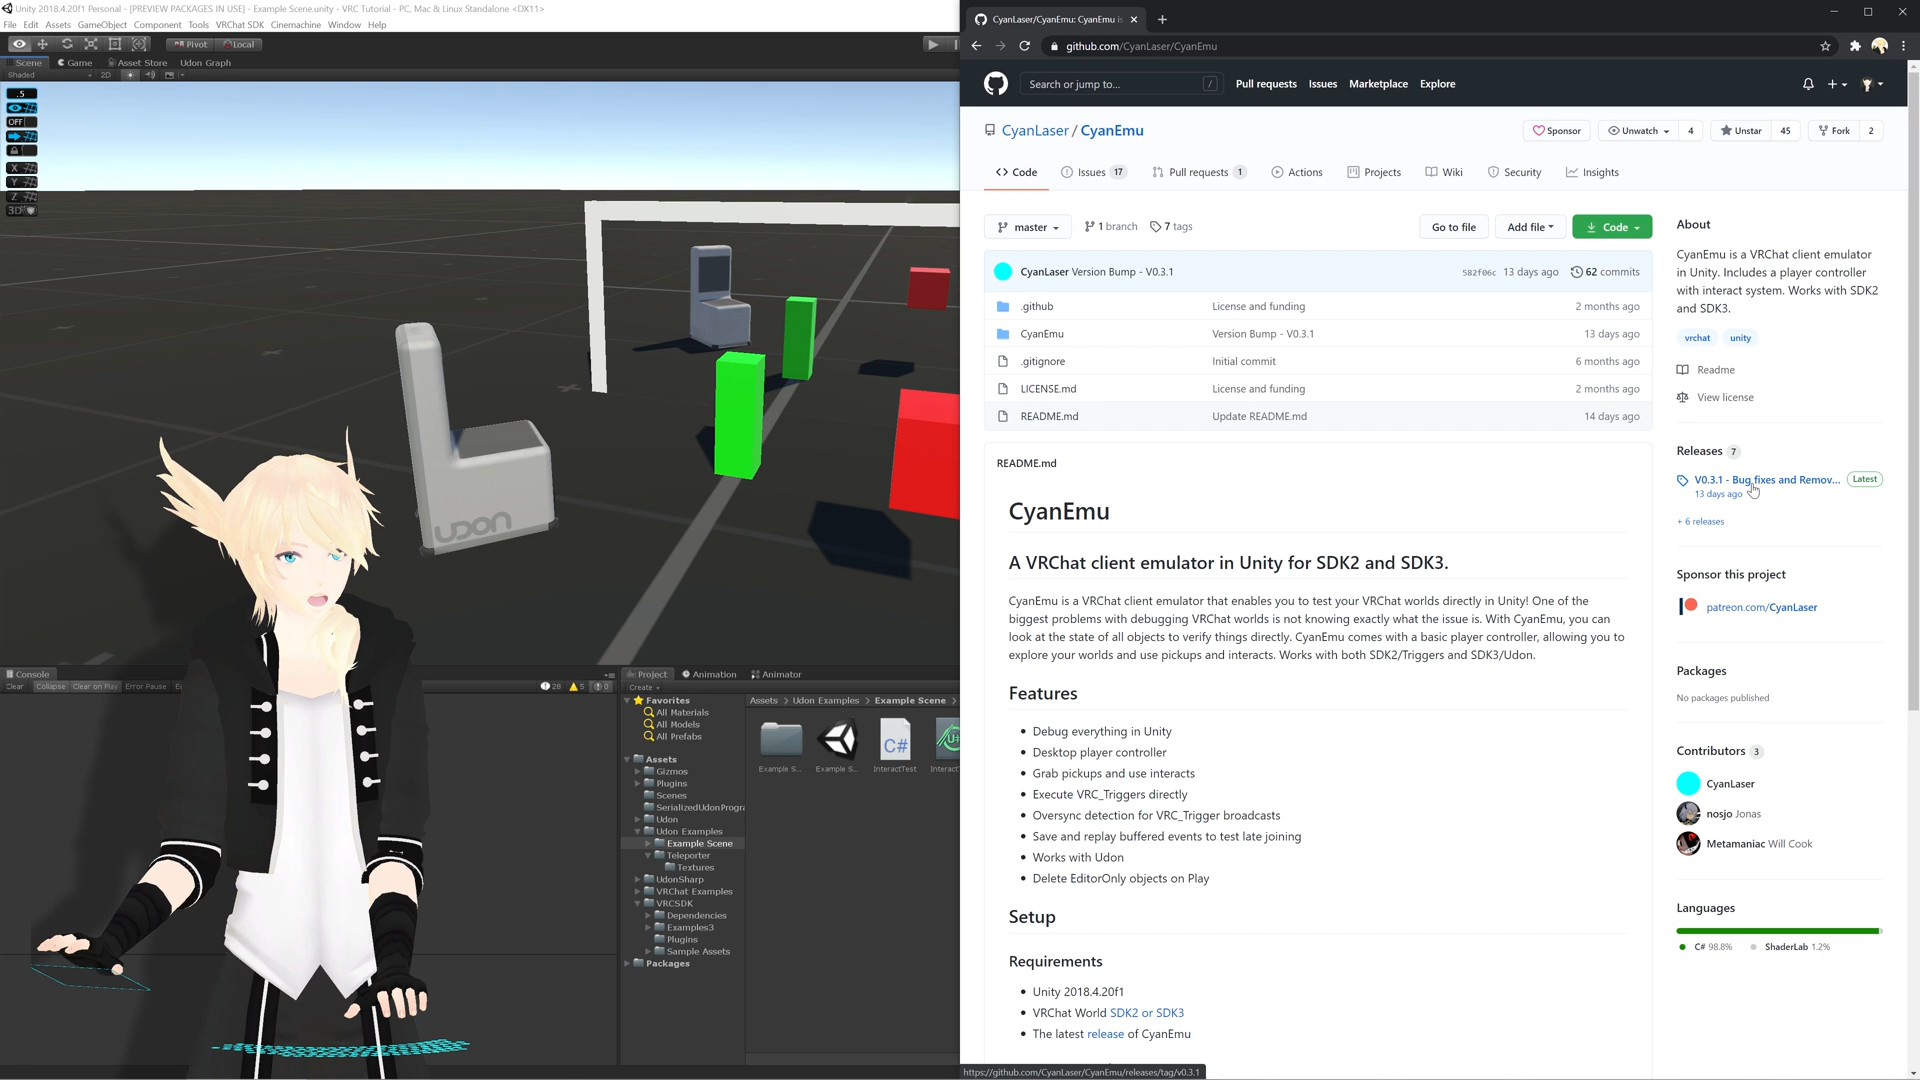 Unity 2018.4.20f1 Personal - [PREVIEW PACKAGES IN USE] - Example Scene.unity - VRC Tutorial - PC, Mac & Linux Standalone <DX11>
File Edit Assets GameObject Component Tools VRChat SDK Cinemachine Window Help
Pivot Local
Scene Game Asset Store Udon Graph
Shaded 2D
.5
OFF
X
Y
Z
3D
UDON
Console
Clear Collapse Clear on Play Error Pause
28 5 0
Project Animation Animator
Create
Favorites
All Materials
All Models
All Prefabs
Assets
Gizmos
Plugins
Scenes
SerializedUdonProgra
Udon
Udon Examples
Example Scene
Teleporter
Textures
UdonSharp
VRChat Examples
VRCSDK
Dependencies
Examples3
Plugins
Sample Assets
Packages
Assets > Udon Examples > Example Scene >
C#
U#
Example S... Example S... InteractTest Interact
CyanLaser/CyanEmu: CyanEmu is
github.com/CyanLaser/CyanEmu
Search or jump to... /
Pull requests Issues Marketplace Explore
CyanLaser / CyanEmu
Sponsor Unwatch 4 Unstar 45 Fork 2
Code Issues 17 Pull requests 1 Actions Projects Wiki Security Insights
master 1 branch 7 tags Go to file Add file Code
CyanLaser Version Bump - V0.3.1 582f06c 13 days ago 62 commits
.github License and funding 2 months ago
CyanEmu Version Bump - V0.3.1 13 days ago
.gitignore Initial commit 6 months ago
LICENSE.md License and funding 2 months ago
README.md Update README.md 14 days ago
README.md
CyanEmu
A VRChat client emulator in Unity for SDK2 and SDK3.
CyanEmu is a VRChat client emulator that enables you to test your VRChat worlds directly in Unity! One of the
biggest problems with debugging VRChat worlds is not knowing exactly what the issue is. With CyanEmu, you can
look at the state of all objects to verify things directly. CyanEmu comes with a basic player controller, allowing you to
explore your worlds and use pickups and interacts. Works with both SDK2/Triggers and SDK3/Udon.
Features
• Debug everything in Unity
• Desktop player controller
• Grab pickups and use interacts
• Execute VRC_Triggers directly
• Oversync detection for VRC_Trigger broadcasts
• Save and replay buffered events to test late joining
• Works with Udon
• Delete EditorOnly objects on Play
Setup
Requirements
• Unity 2018.4.20f1
• VRChat World SDK2 or SDK3
• The latest release of CyanEmu
About
CyanEmu is a VRChat client emulator
in Unity. Includes a player controller
with interact system. Works with SDK2
and SDK3.
vrchat unity
Readme
View license
Releases 7
V0.3.1 - Bug fixes and Remov... Latest
13 days ago
+ 6 releases
Sponsor this project
patreon.com/CyanLaser
Packages
No packages published
Contributors 3
CyanLaser
nosjo Jonas
Metamaniac Will Cook
Languages
C# 98.8% ShaderLab 1.2%
https://github.com/CyanLaser/CyanEmu/releases/tag/v0.3.1